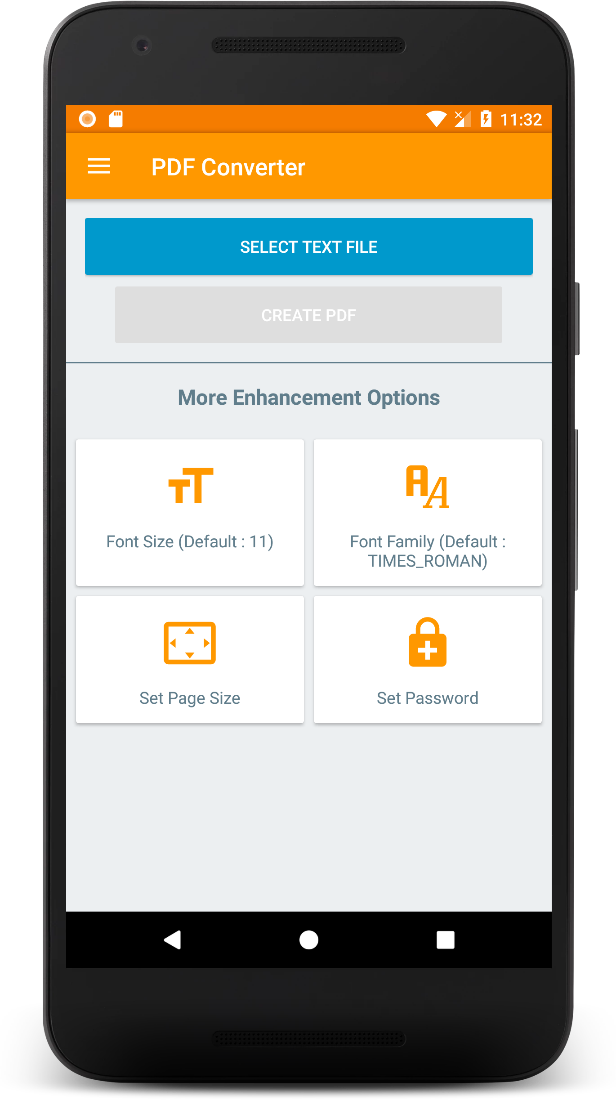 11:32
PDF Converter
SELECT TEXT FILE
CREATE PDF
More Enhancement Options
Font Size (Default : 11)
Font Family (Default :
TIMES_ROMAN)
Set Page Size
Set Password